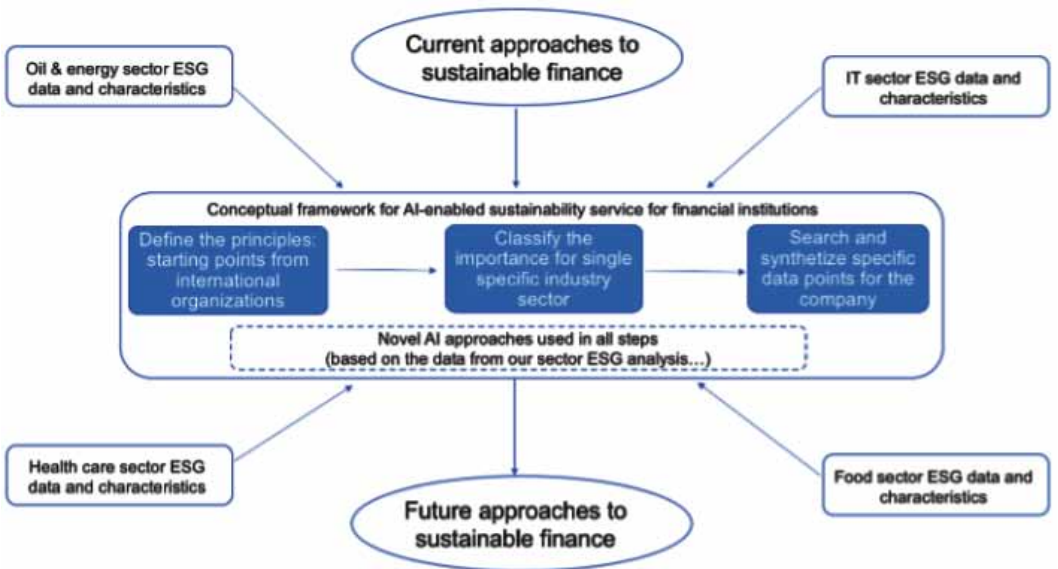 Current approaches to
sustainable finance
Oil & energy sector ESG
data and characteristics
IT sector ESG data and
characteristics
Conceptual framework for AI-enabled sustainability service for financial institutions
Define the principles:
starting points from
international
organizations
Classify the
importance for single
specific industry
sector
Search and
synthetize specific
data points for the
company
Novel AI approaches used in all steps
(based on the data from our sector ESG analysis...)
Health care sector ESG
data and characteristics
Food sector ESG data and
characteristics
Future approaches to
sustainable finance